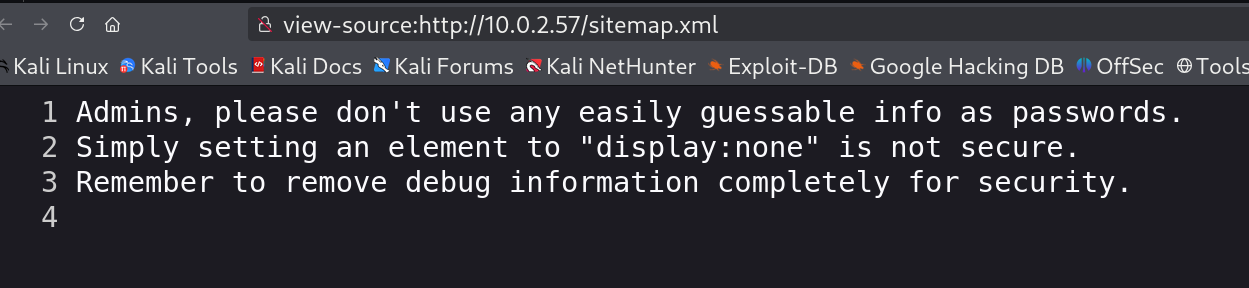 view-source:http://10.0.2.57/sitemap.xml
Kali Linux Kali Tools Kali Docs Kali Forums Kali NetHunter Exploit-DB Google Hacking DB OffSec Tools
1 Admins, please don't use any easily guessable info as passwords.
2 Simply setting an element to "display:none" is not secure.
3 Remember to remove debug information completely for security.
4